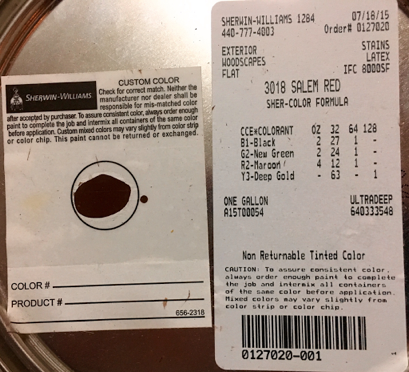 SHERWIN-WILLIAMS
CUSTOM COLOR
Check for correct match. Neither the
manufacturer nor dealer shall be
responsible for mis-matched color
after accepted by purchaser. To assure consistent color, always order enough
paint to complete the job and intermix all containers of the same color
before application. Custom mixed colors may vary slightly from color strip
or color chip. This paint cannot be returned or exchanged.
COLOR #
PRODUCT #
656-2318
SHERWIN-WILLIAMS 1284 07/18/15
440-777-4003 Order# 0127020
EXTERIOR STAINS
WOODSCAPES LATEX
FLAT IFC 8000SF
3018 SALEM RED
SHER-COLOR FORMULA
CCE*COLORANT OZ 32 64 128
B1-Black 2 27 1 -
G2-New Green 2 24 1 -
R2-Maroon 4 12 1 -
Y3-Deep Gold - 63 - 1
ONE GALLON ULTRADEEP
A15T00054 640333548
Non Returnable Tinted Color
CAUTION: To assure consistent color,
always order enough paint to complete
the job and intermix all containers
of the same color before application.
Mixed colors may vary slightly from
color strip or color chip.
0127020-001